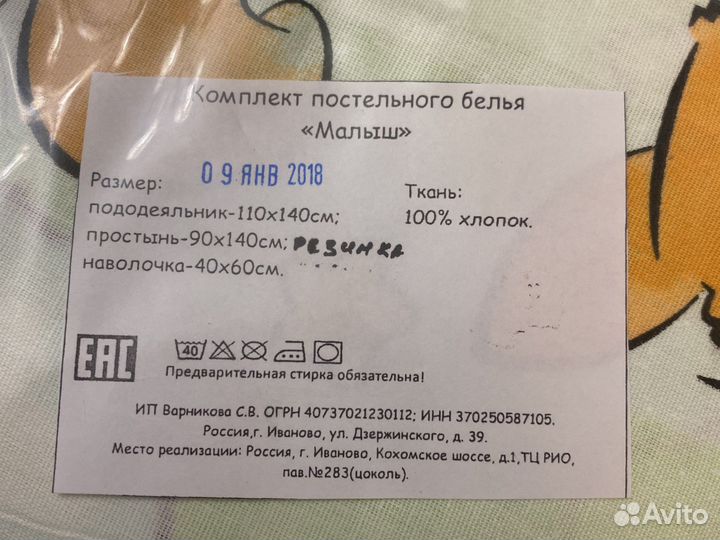 Комплект постельного белья
«Малыш»
09 ЯНВ 2018
Размер:
Ткань:
пододеяльник-110х140см;
100% хлопок.
простынь-90х140см; резинка
наволочка-40х60см.
EAC
40
Предварительная стирка обязательна!
ИП Варникова С.В. ОГРН 40737021230112; ИНН 370250587105.
Россия,г. Иваново, ул. Дзержинского, д. 39.
Место реализации: Россия, г. Иваново, Кохомское шоссе, д.1,ТЦ РИО,
пав.№283(цоколь).
Avito